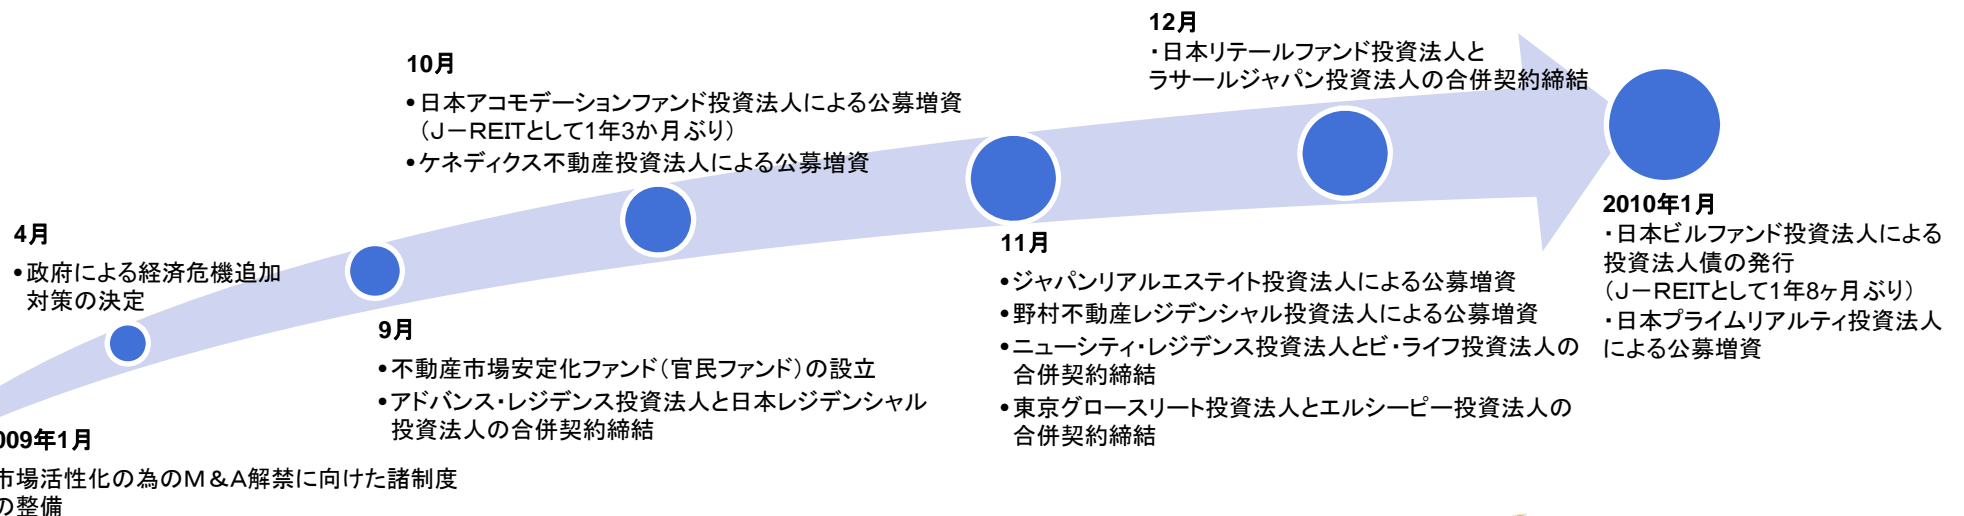 009年1月
市場活性化の為のM&A解禁に向けた諸制度
の整備
4月
•政府による経済危機追加
対策の決定
9月
•不動産市場安定化ファンド(官民ファンド)の設立
•アドバンス・レジデンス投資法人と日本レジデンシャル
投資法人の合併契約締結
10月
•日本アコモデーションファンド投資法人による公募増資
(J-REITとして1年3か月ぶり)
•ケネディクス不動産投資法人による公募増資
11月
•ジャパンリアルエステイト投資法人による公募増資
•野村不動産レジデンシャル投資法人による公募増資
•ニューシティ・レジデンス投資法人とビ・ライフ投資法人の
合併契約締結
•東京グロースリート投資法人とエルシーピー投資法人の
合併契約締結
12月
・日本リテールファンド投資法人と
ラサールジャパン投資法人の合併契約締結
2010年1月
・日本ビルファンド投資法人による
投資法人債の発行
(J-REITとして1年8ヶ月ぶり)
・日本プライムリアルティ投資法人
による公募増資